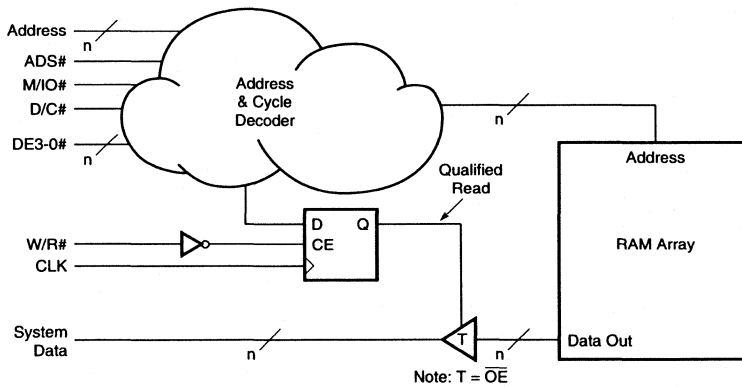 Address
n
ADS#
M/IO#
D/C#
DE3-0#
n
Address
& Cycle
Decoder
n
Address
RAM Array
Data Out
Qualified
Read
D
Q
CE
W/R#
CLK
System
Data
n
T
n
Note: T = O̅E̅